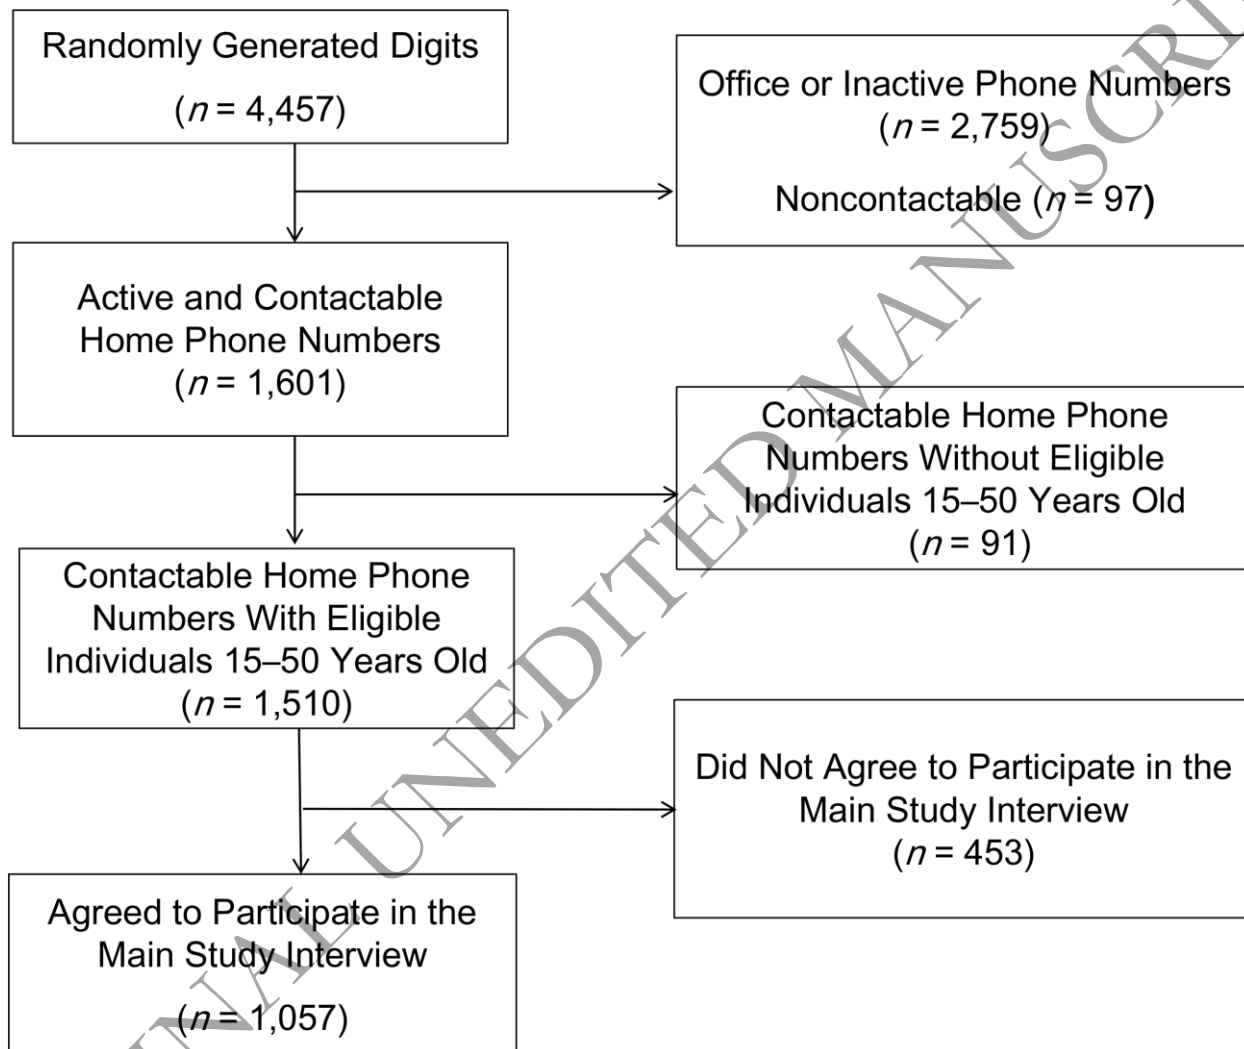 Randomly Generated Digits
(n = 4,457)
Office or Inactive Phone Numbers
(n = 2,759)
Noncontactable (n = 97)
Active and Contactable
Home Phone Numbers
(n = 1,601)
Contactable Home Phone
Numbers Without Eligible
Individuals 15–50 Years Old
(n = 91)
Contactable Home Phone
Numbers With Eligible
Individuals 15–50 Years Old
(n = 1,510)
Did Not Agree to Participate in the
Main Study Interview
(n = 453)
Agreed to Participate in the
Main Study Interview
(n = 1,057)
UNEDITED